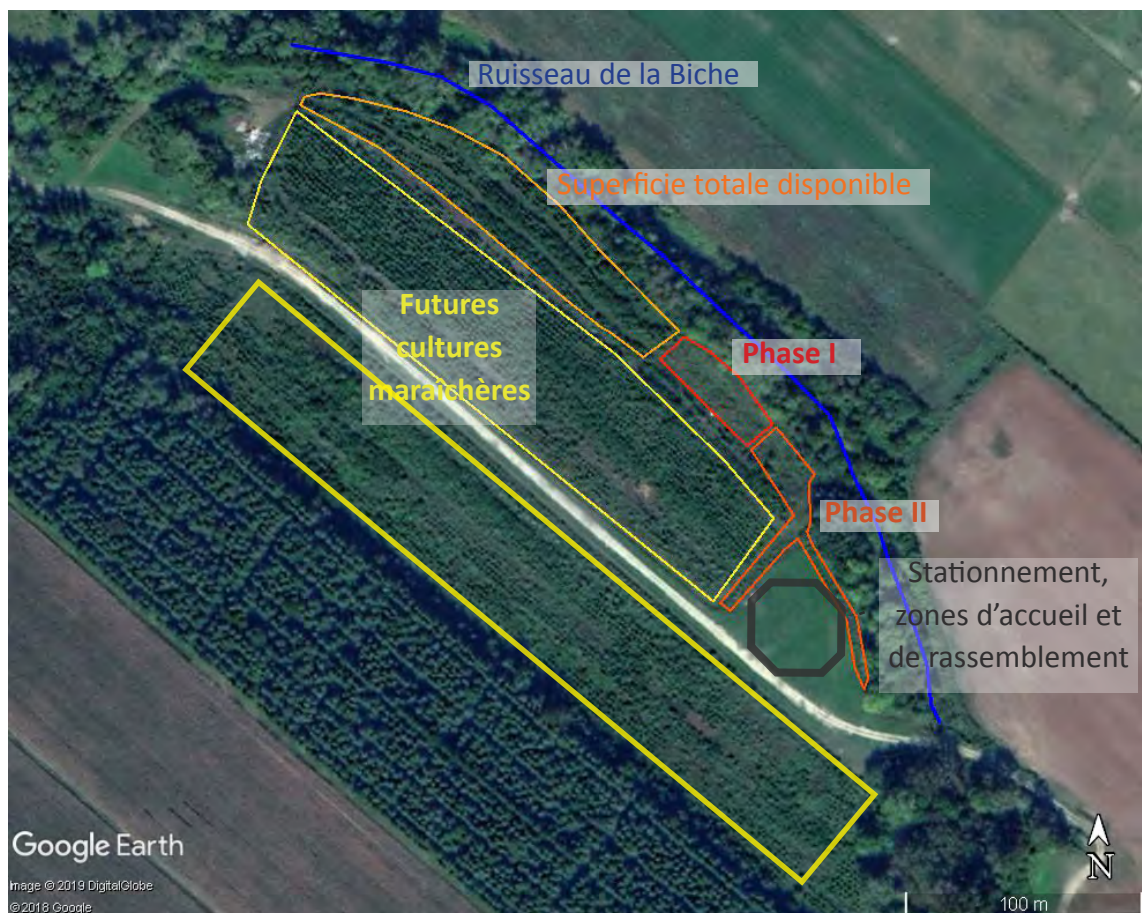 Ruisseau de la Biche
Superficie totale disponible
Futures
cultures
maraîchères
Phase I
Phase II
Stationnement,
zones d'accueil et
de rassemblement
Google Earth
Image © 2019 DigitalGlobe
© 2018 Google
N
100 m